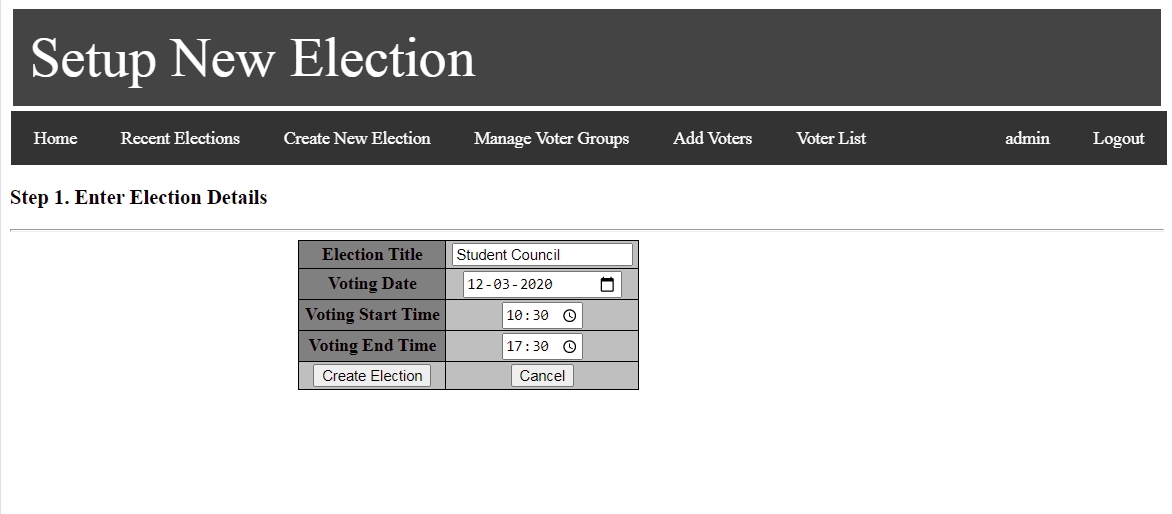 Setup New Election
Home Recent Elections Create New Election Manage Voter Groups Add Voters Voter List admin Logout
Step 1. Enter Election Details
Election Title Student Council
Voting Date 12-03-2020
Voting Start Time 10:30
Voting End Time 17:30
Create Election Cancel